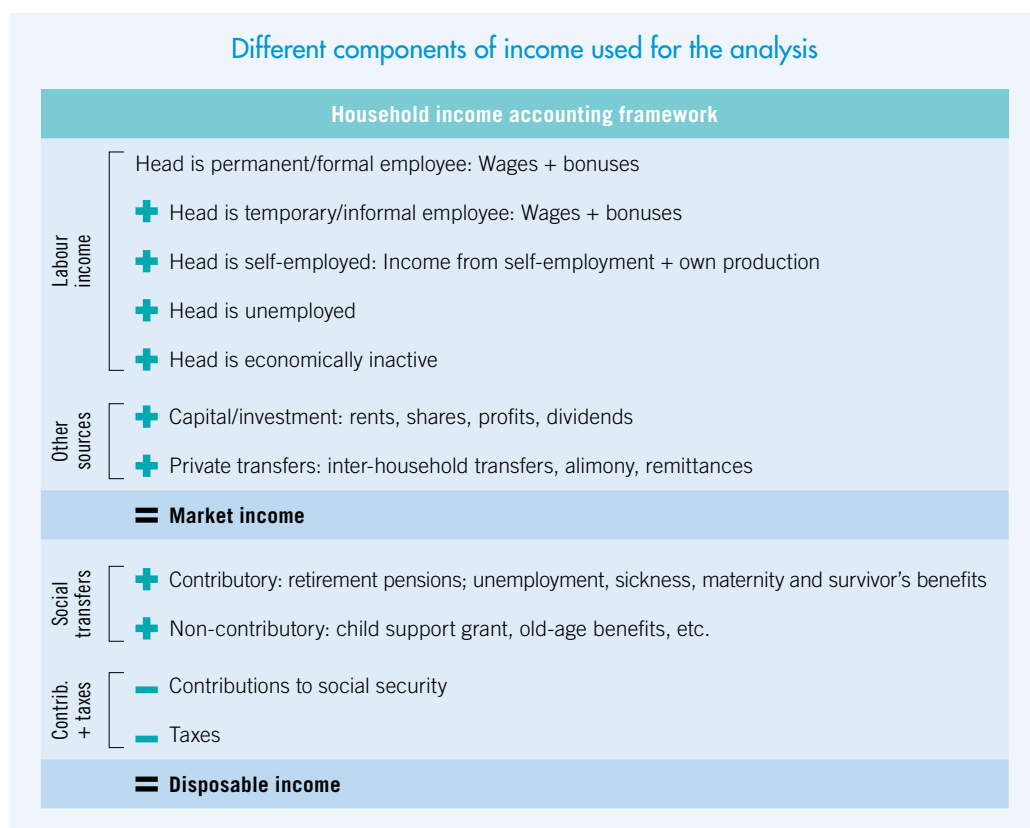 Different components of income used for the analysis
Household income accounting framework
Labour
income
Head is permanent/formal employee: Wages + bonuses
+ Head is temporary/informal employee: Wages + bonuses
+ Head is self-employed: Income from self-employment + own production
+ Head is unemployed
+ Head is economically inactive
Other
sources
+ Capital/investment: rents, shares, profits, dividends
+ Private transfers: inter-household transfers, alimony, remittances
= Market income
Social
transfers
+ Contributory: retirement pensions; unemployment, sickness, maternity and survivor’s benefits
+ Non-contributory: child support grant, old-age benefits, etc.
Contrib.
+ taxes
– Contributions to social security
– Taxes
= Disposable income